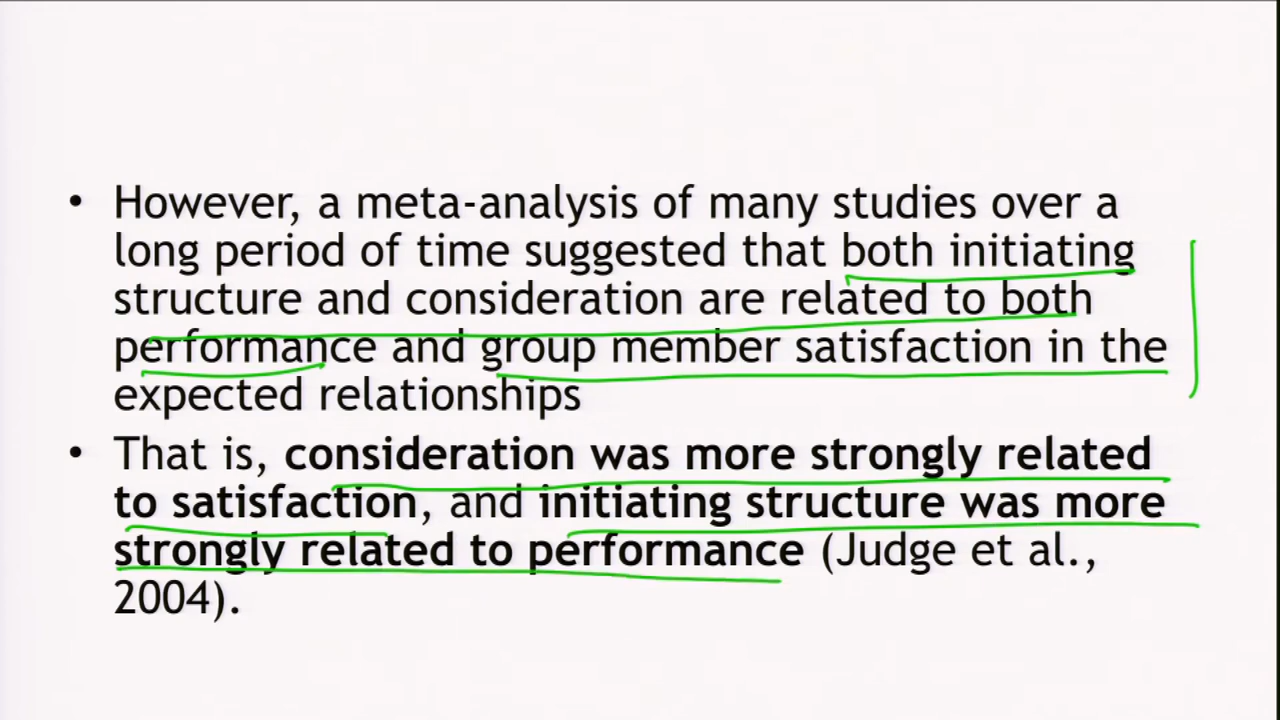 • However, a meta-analysis of many studies over a
long period of time suggested that both initiating
structure and consideration are related to both
performance and group member satisfaction in the
expected relationships
• That is, consideration was more strongly related
to satisfaction, and initiating structure was more
strongly related to performance (Judge et al.,
2004).